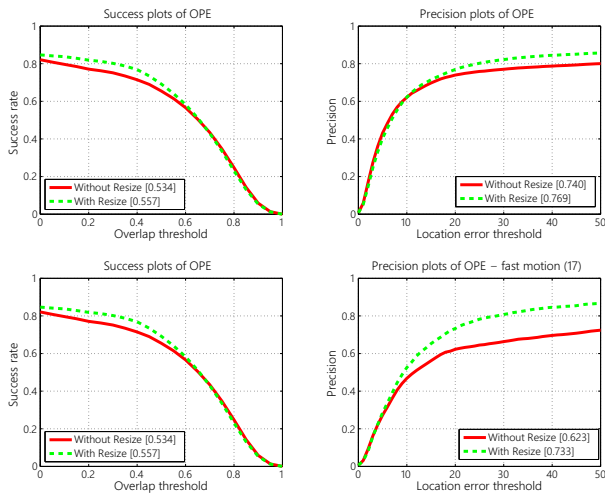 Success plots of OPE
1
0.8
0.6
0.4
0.2
0
Success rate
Without Resize [0.534]
With Resize [0.557]
0 0.2 0.4 0.6 0.8 1
Overlap threshold
Precision plots of OPE
1
0.8
0.6
0.4
0.2
0
Precision
Without Resize [0.740]
With Resize [0.769]
0 10 20 30 40 50
Location error threshold
Success plots of OPE
1
0.8
0.6
0.4
0.2
0
Success rate
Without Resize [0.534]
With Resize [0.557]
0 0.2 0.4 0.6 0.8 1
Overlap threshold
Precision plots of OPE − fast motion (17)
1
0.8
0.6
0.4
0.2
0
Precision
Without Resize [0.623]
With Resize [0.733]
0 10 20 30 40 50
Location error threshold